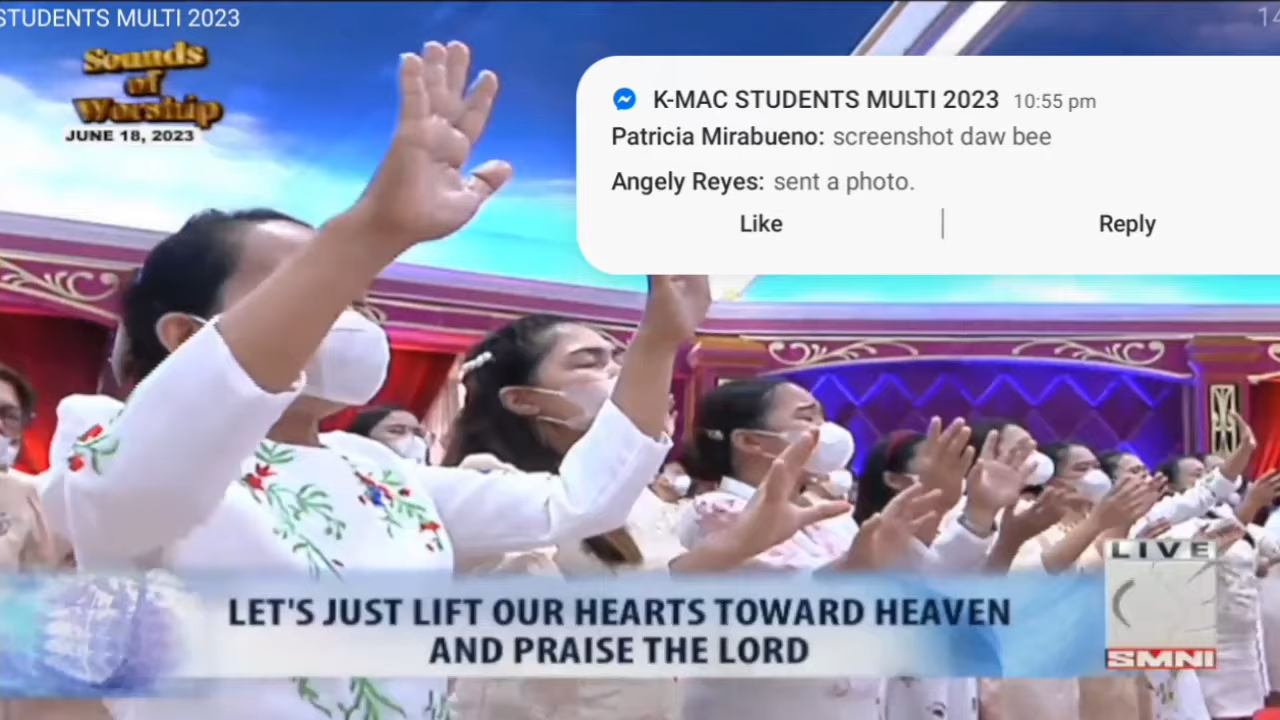 STUDENTS MULTI 2023
14
Sounds
of
Worship
JUNE 18, 2023
K-MAC STUDENTS MULTI 2023 10:55 pm
Patricia Mirabueno: screenshot daw bee
Angely Reyes: sent a photo.
Like Reply
LET'S JUST LIFT OUR HEARTS TOWARD HEAVEN
AND PRAISE THE LORD
LIVE
SMNI